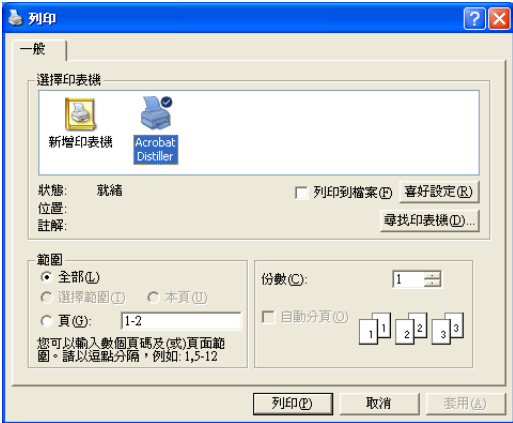 列印
一般
選擇印表機
新增印表機
Acrobat
Distiller
狀態: 就緒
位置:
註解:
列印到檔案(F) 喜好設定(R)
尋找印表機(D)...
範圍
全部(L)
選擇範圍(T) 本頁(U)
頁(G): 1-2
您可以輸入數個頁碼及(或)頁面範
圍。請以逗點分隔，例如: 1,5-12
份數(C): 1
自動分頁(O)
1 1 2 2 3 3
列印(P) 取消 套用(A)